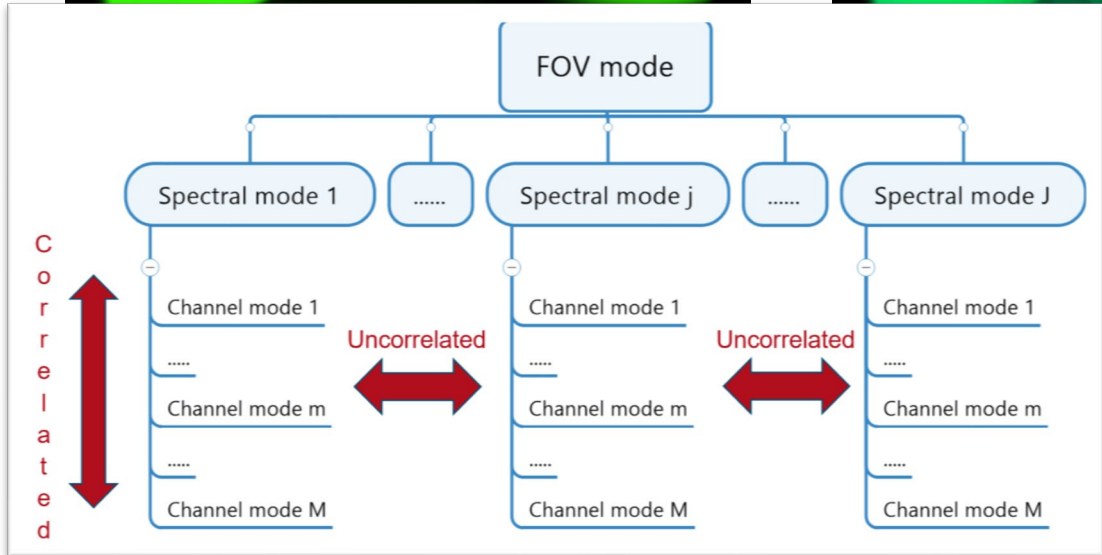 FOV mode
Spectral mode 1
......
Spectral mode j
......
Spectral mode J
Correlated
Channel mode 1
.....
Channel mode m
.....
Channel mode M
Uncorrelated
Channel mode 1
.....
Channel mode m
.....
Channel mode M
Uncorrelated
Channel mode 1
.....
Channel mode m
.....
Channel mode M